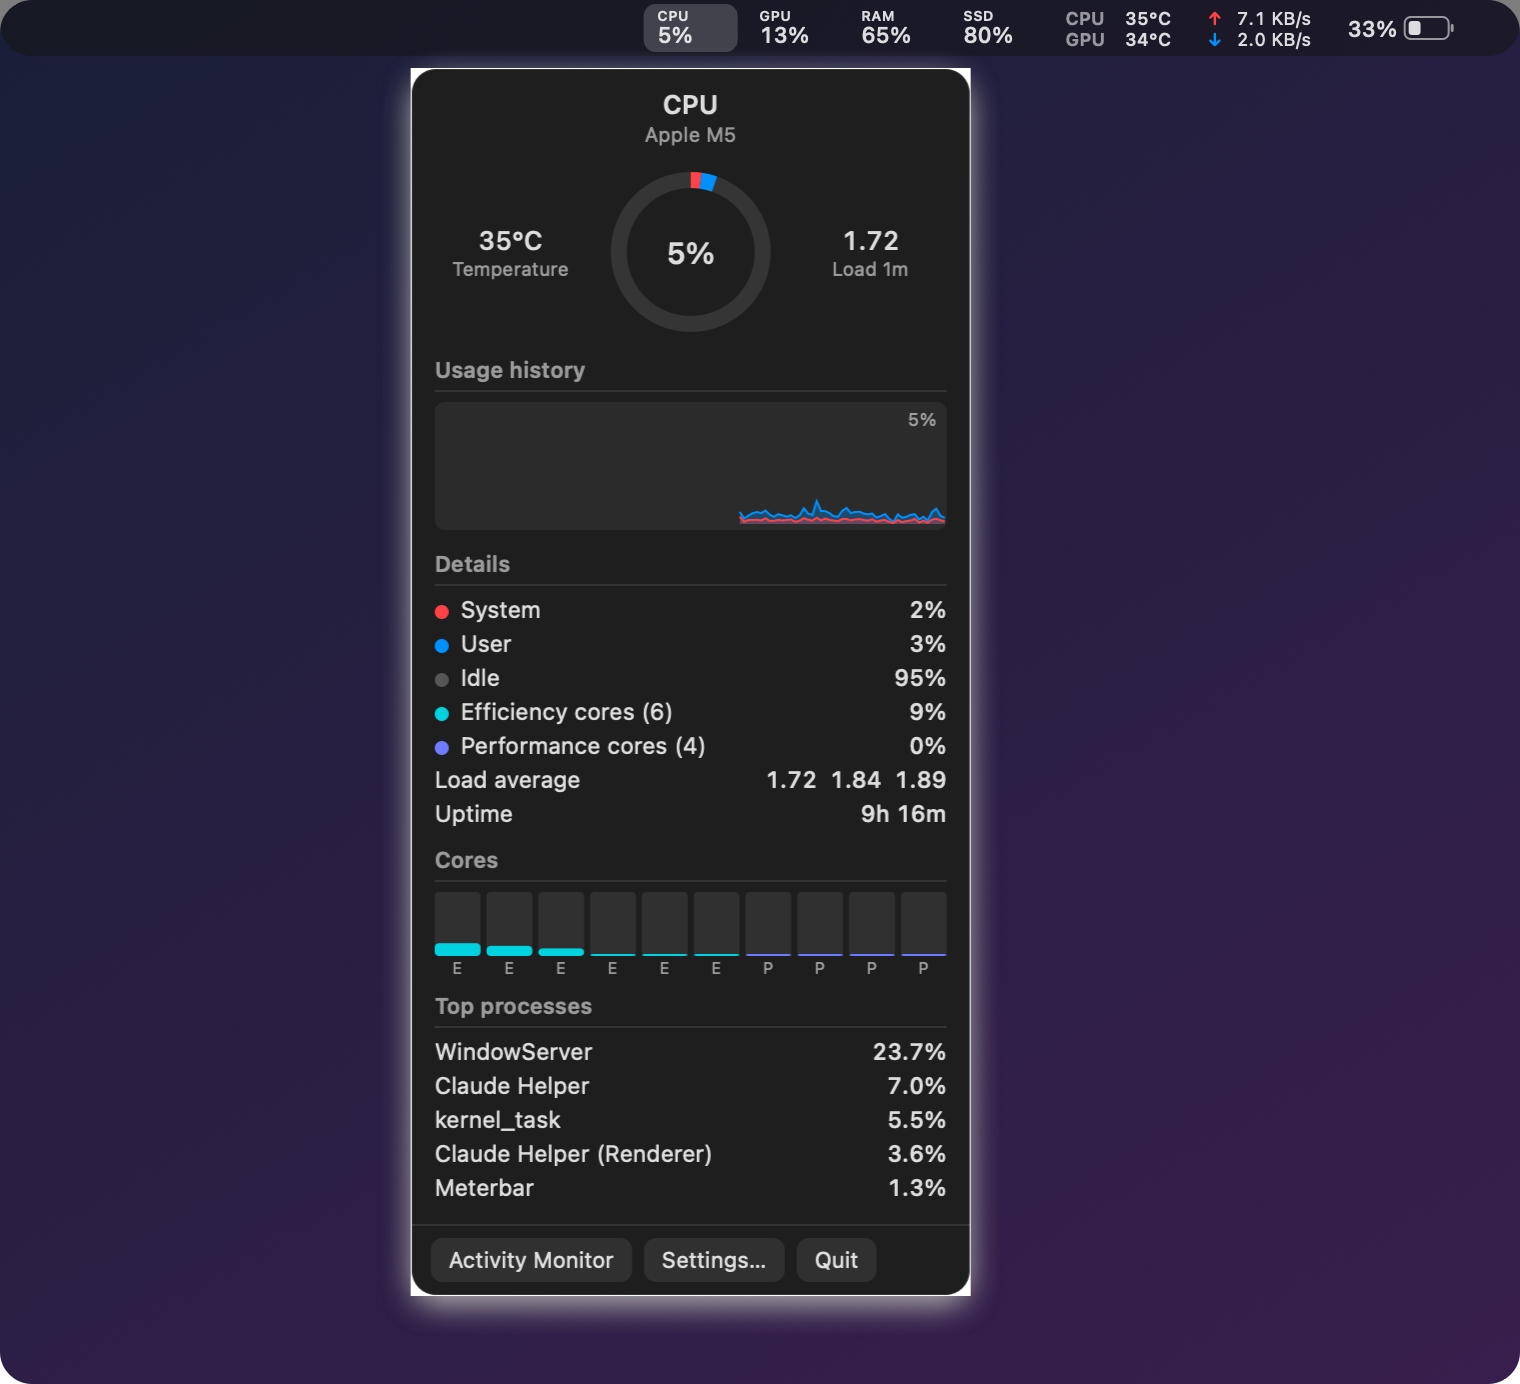 CPU GPU RAM SSD CPU 35°C ↑ 7.1 KB/s
5% 13% 65% 80% GPU 34°C ↓ 2.0 KB/s 33%
CPU
Apple M5
35°C
Temperature
5%
1.72
Load 1m
Usage history
5%
Details
System 2%
User 3%
Idle 95%
Efficiency cores (6) 9%
Performance cores (4) 0%
Load average 1.72 1.84 1.89
Uptime 9h 16m
Cores
E E E E E E P P P P
Top processes
WindowServer 23.7%
Claude Helper 7.0%
kernel_task 5.5%
Claude Helper (Renderer) 3.6%
Meterbar 1.3%
Activity Monitor Settings... Quit